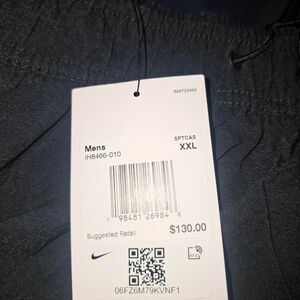 SPTCAS
Mens XXL
IH8466-010
1 98481 26984 6
Suggested Retail $130.00
06FZ6M79KVNF1